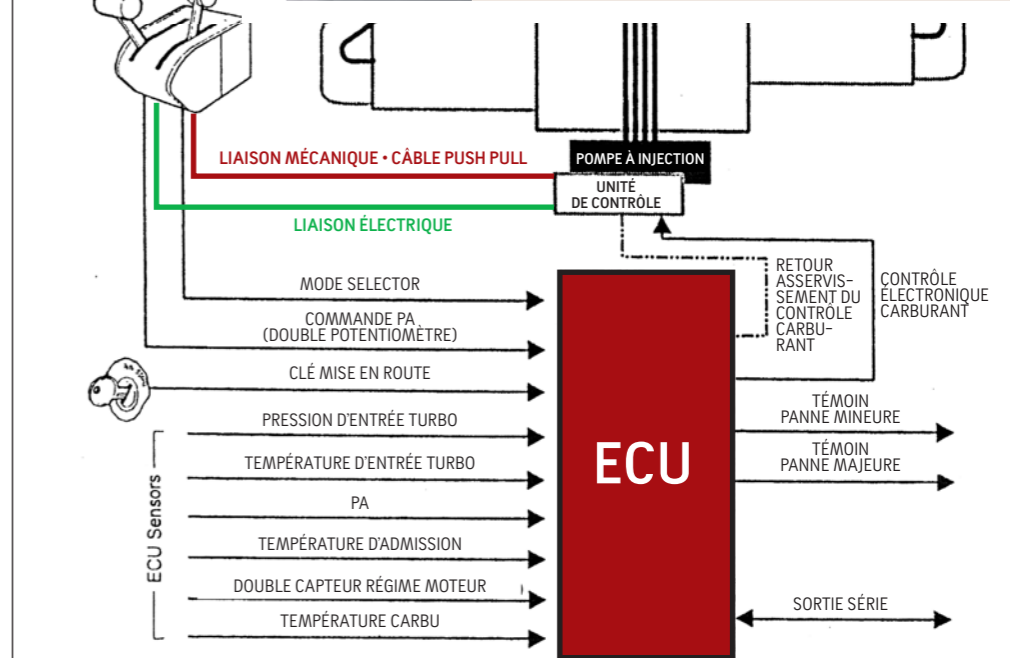 LIAISON MÉCANIQUE • CÂBLE PUSH PULL
POMPE À INJECTION
UNITÉ
DE CONTRÔLE
LIAISON ÉLECTRIQUE
MODE SELECTOR
COMMANDE PA
(DOUBLE POTENTIOMÈTRE)
CLÉ MISE EN ROUTE
PRESSION D'ENTRÉE TURBO
TEMPÉRATURE D'ENTRÉE TURBO
PA
TEMPÉRATURE D'ADMISSION
DOUBLE CAPTEUR RÉGIME MOTEUR
TEMPÉRATURE CARBU
ECU Sensors
ECU
RETOUR
ASSERVIS-
SEMENT DU
CONTRÔLE
CARBU-
RANT
CONTRÔLE
ÉLECTRONIQUE
CARBURANT
TÉMOIN
PANNE MINEURE
TÉMOIN
PANNE MAJEURE
SORTIE SÉRIE